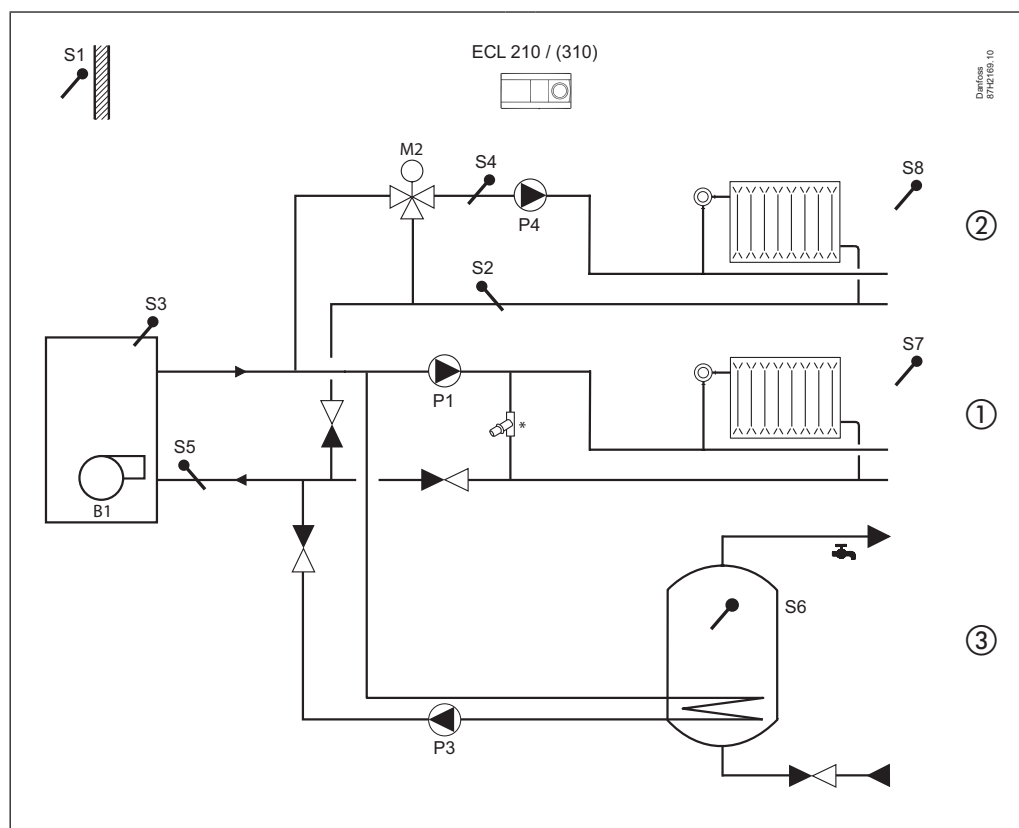 S1
ECL 210 / (310)
Danfoss
87H2169.10
M2
S4
P4
S8
②
S2
S3
S7
P1
*
①
S5
B1
S6
③
P3